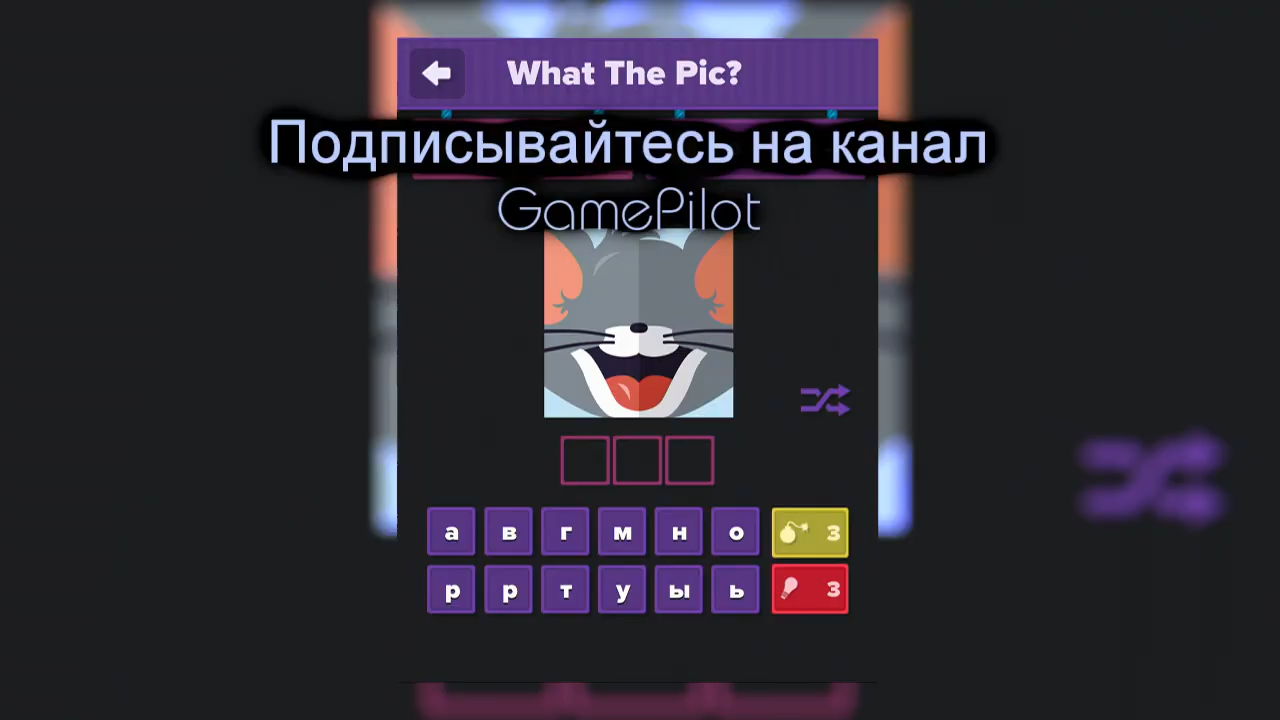 What The Pic?
Подписывайтесь на канал
GamePilot
а в г м н о 3
р р т у ы ь 3